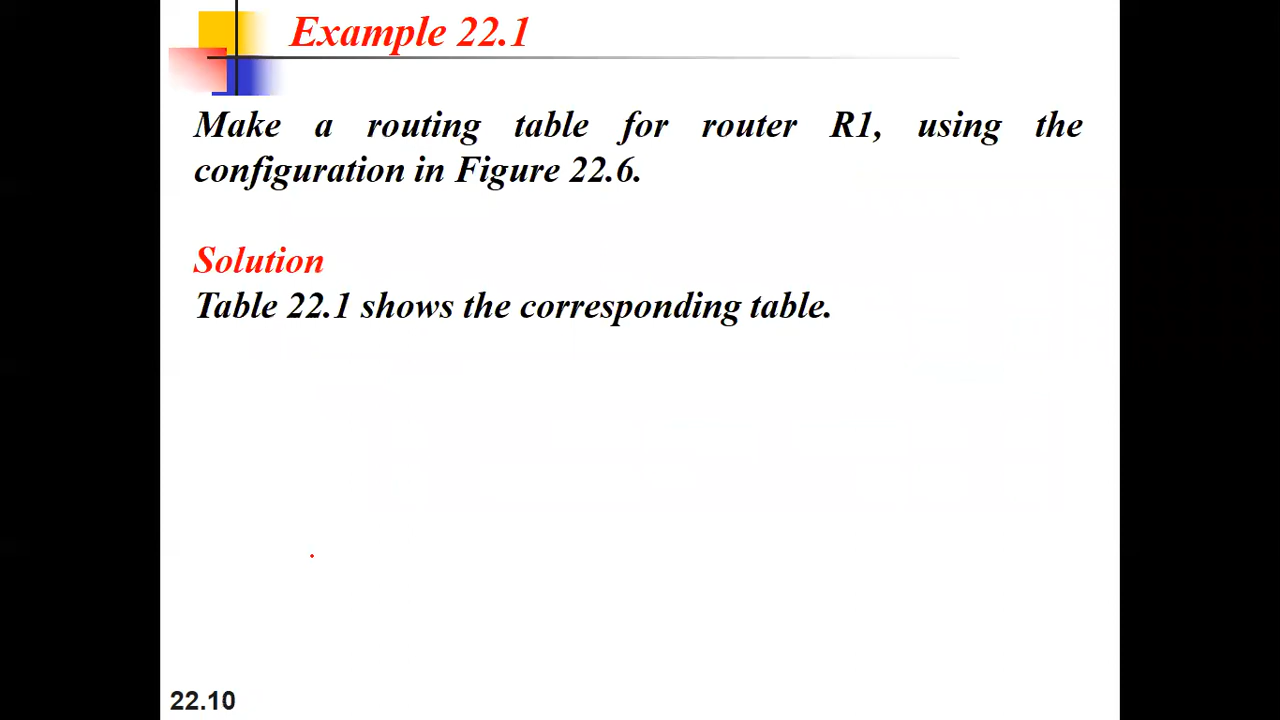 Example 22.1
Make a routing table for router R1, using the
configuration in Figure 22.6.
Solution
Table 22.1 shows the corresponding table.
22.10